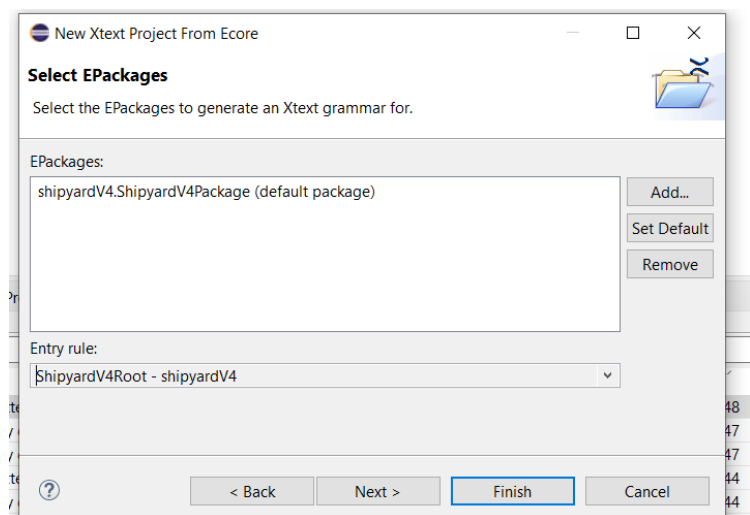 New Xtext Project From Ecore
Select EPackages
Select the EPackages to generate an Xtext grammar for.
EPackages:
shipyardV4.ShipyardV4Package (default package)
Add...
Set Default
Remove
Entry rule:
ShipyardV4Root - shipyardV4
48
47
47
44
44
< Back
Next >
Finish
Cancel